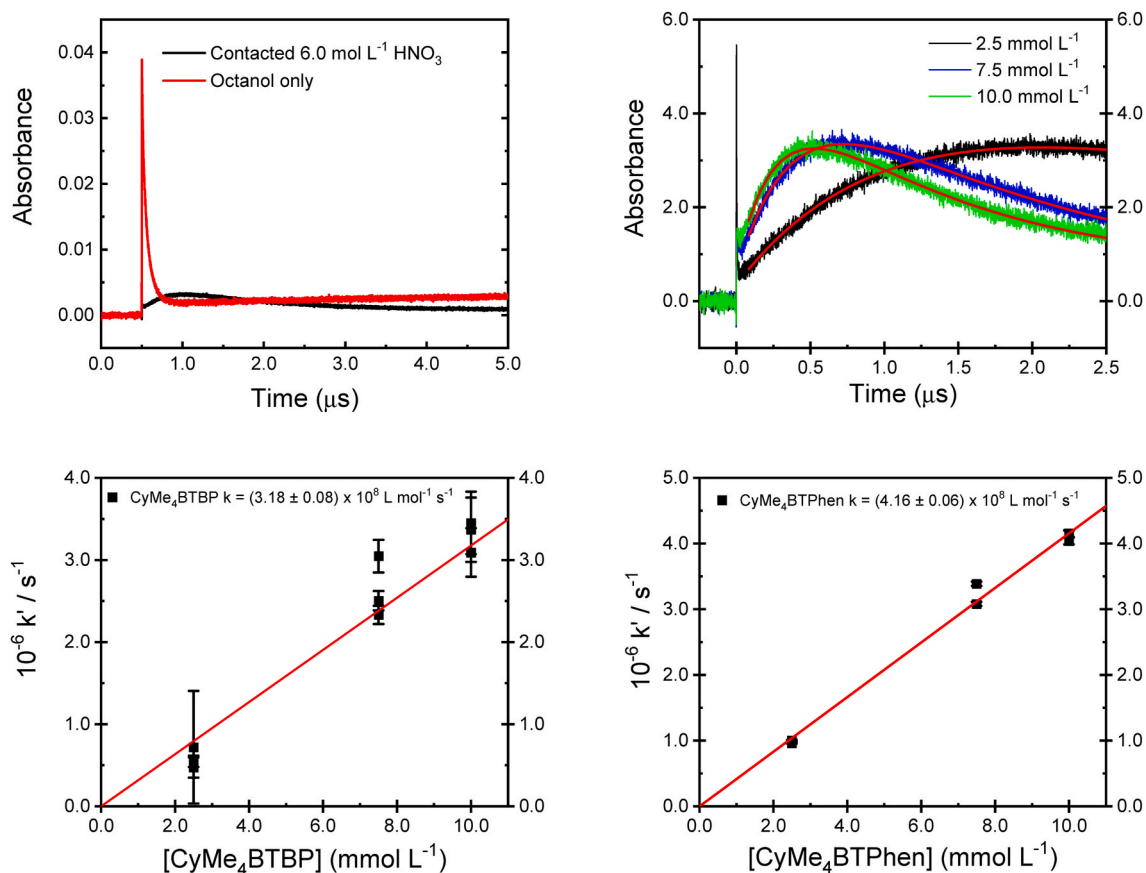 Contacted 6.0 mol L⁻¹ HNO₃
Octanol only
Absorbance
0.04
0.03
0.02
0.01
0.00
0.0 1.0 2.0 3.0 4.0 5.0
Time (μs)
2.5 mmol L⁻¹
7.5 mmol L⁻¹
10.0 mmol L⁻¹
Absorbance
6.0 6.0
5.0
4.0 4.0
3.0
2.0 2.0
1.0
0.0 0.0
0.0 0.5 1.0 1.5 2.0 2.5
Time (μs)
CyMe₄BTBP k = (3.18 ± 0.08) x 10⁸ L mol⁻¹ s⁻¹
10⁻⁶ k' / s⁻¹
4.0 4.0
3.0 3.0
2.0 2.0
1.0 1.0
0.0 0.0
0.0 2.0 4.0 6.0 8.0 10.0
[CyMe₄BTBP] (mmol L⁻¹)
CyMe₄BTPhen k = (4.16 ± 0.06) x 10⁸ L mol⁻¹ s⁻¹
10⁻⁶ k' / s⁻¹
5.0 5.0
4.0 4.0
3.0 3.0
2.0 2.0
1.0 1.0
0.0 0.0
0.0 2.0 4.0 6.0 8.0 10.0
[CyMe₄BTPhen] (mmol L⁻¹)